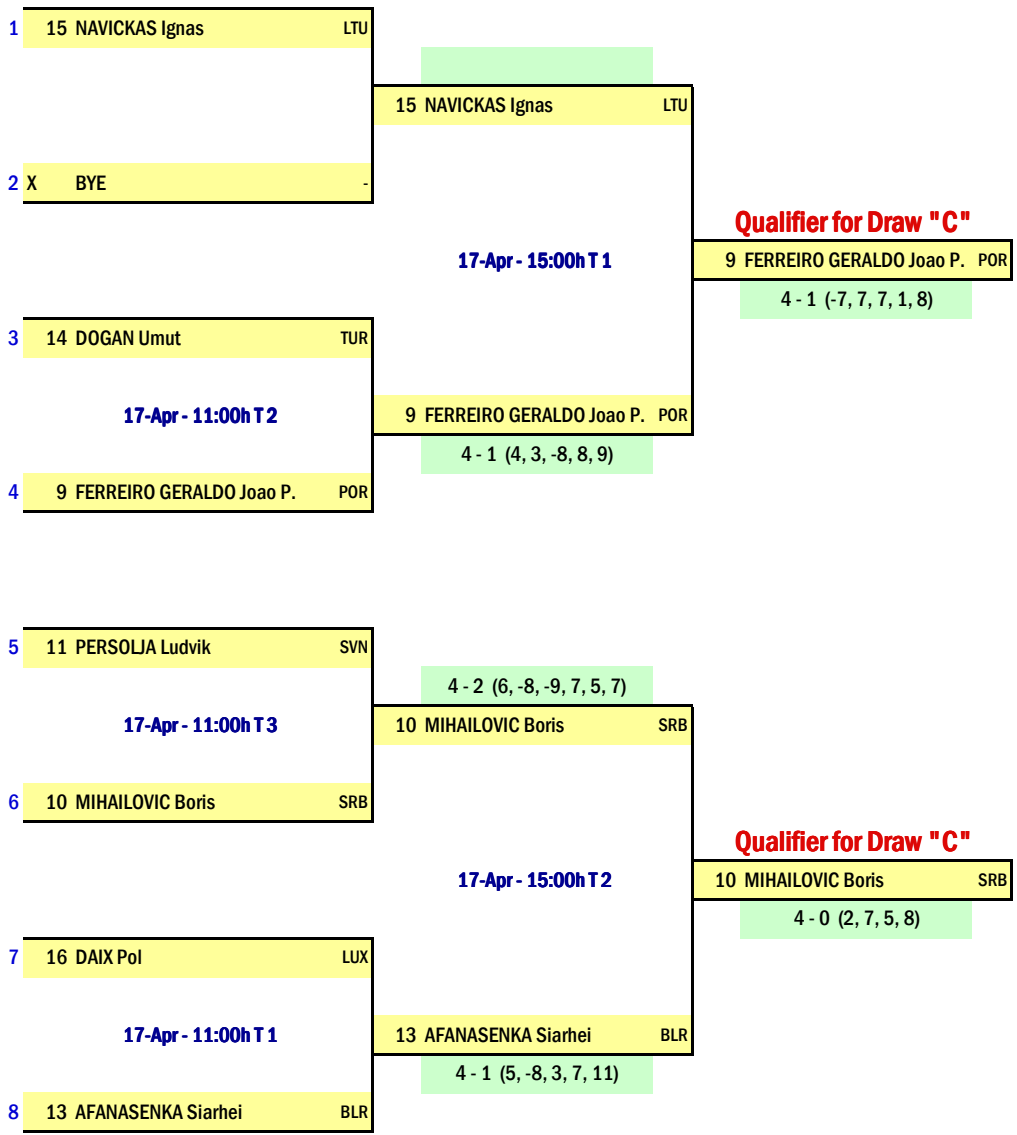 1 15 NAVICKAS Ignas LTU
15 NAVICKAS Ignas LTU
2 X BYE -
Qualifier for Draw "C"
17-Apr - 15:00h T 1
9 FERREIRO GERALDO Joao P. POR
4 - 1 (-7, 7, 7, 1, 8)
3 14 DOGAN Umut TUR
17-Apr - 11:00h T 2
9 FERREIRO GERALDO Joao P. POR
4 - 1 (4, 3, -8, 8, 9)
4 9 FERREIRO GERALDO Joao P. POR
5 11 PERSOLJA Ludvik SVN
4 - 2 (6, -8, -9, 7, 5, 7)
17-Apr - 11:00h T 3
10 MIHAILOVIC Boris SRB
6 10 MIHAILOVIC Boris SRB
Qualifier for Draw "C"
17-Apr - 15:00h T 2
10 MIHAILOVIC Boris SRB
4 - 0 (2, 7, 5, 8)
7 16 DAIX Pol LUX
17-Apr - 11:00h T 1
13 AFANASENKA Siarhei BLR
4 - 1 (5, -8, 3, 7, 11)
8 13 AFANASENKA Siarhei BLR